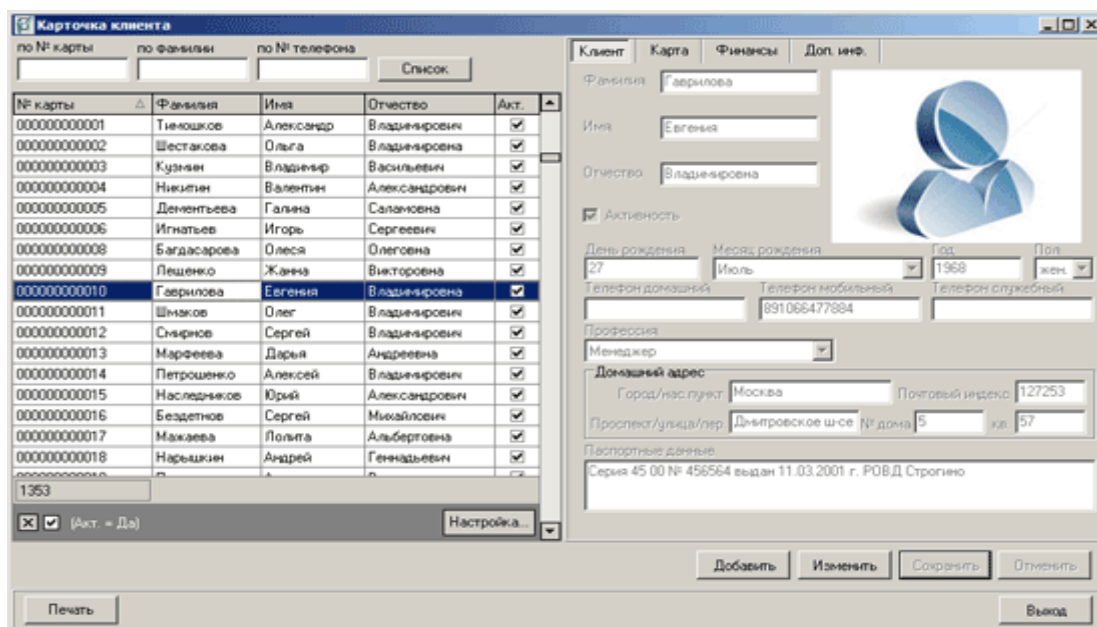 Карточка клиента
по № карты по фамилии по № телефона
Список
№ карты Фамилия Имя Отчество Акт.
000000000001 Тимошков Александр Владимирович
000000000002 Шестакова Ольга Владимировна
000000000003 Кузмин Владимир Васильевич
000000000004 Никитин Валентин Александрович
000000000005 Дементьева Галина Саламовна
000000000006 Игнатьев Игорь Сергеевич
000000000008 Багдасарова Олеся Олеговна
000000000009 Лещенко Жанна Викторовна
000000000010 Гаврилова Евгения Владимировна
000000000011 Шмаков Олег Владимирович
000000000012 Смирнов Сергей Владимирович
000000000013 Марфеева Дарья Андреевна
000000000014 Петрошенко Алексей Владимирович
000000000015 Наследников Юрий Александрович
000000000016 Бездетнов Сергей Михайлович
000000000017 Мажаева Лолита Альбертовна
000000000018 Нарышкин Андрей Геннадьевич
1353
(Акт. = Да)
Настройка...
Клиент Карта Финансы Доп. инф.
Фамилия Гаврилова
Имя Евгения
Отчество Владимировна
Активность
День рождения Месяц рождения Год Пол
27 Июль 1968 жен.
Телефон домашний Телефон мобильный Телефон служебный
891066477884
Профессия
Менеджер
Домашний адрес
Город/нас.пункт Москва Почтовый индекс 127253
Проспект/улица/пер. Дмитровское ш-се № дома 5 кв. 57
Паспортные данные
Серия 45 00 № 456564 выдан 11.03.2001 г. РОВД Строгино
Добавить Изменить Сохранить Отменить
Печать Выход